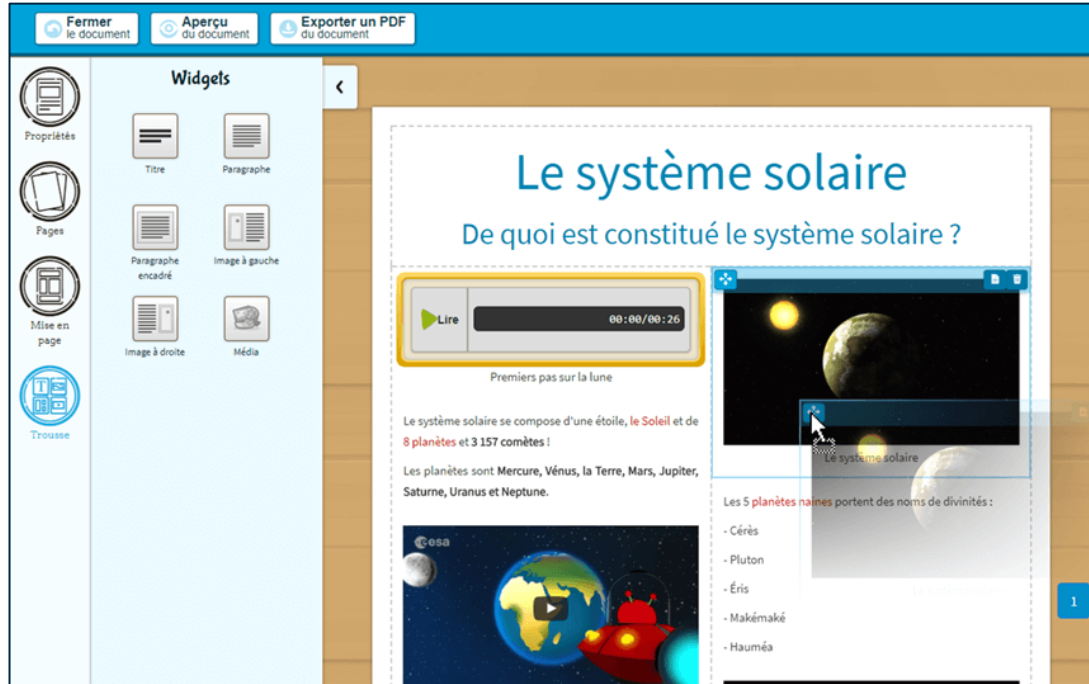 Fermer
le document
Aperçu
du document
Exporter un PDF
du document
Propriétés
Pages
Mise en
page
Trousse
Widgets
Titre
Paragraphe
Paragraphe
encadré
Image à gauche
Image à droite
Média
Le système solaire
De quoi est constitué le système solaire ?
Lire
00:00/00:26
Premiers pas sur la lune
Le système solaire se compose d'une étoile, le Soleil et de
8 planètes et 3 157 comètes !
Les planètes sont Mercure, Vénus, la Terre, Mars, Jupiter,
Saturne, Uranus et Neptune.
esa
Le système solaire
Les 5 planètes naines portent des noms de divinités :
- Cérès
- Pluton
- Éris
- Makémaké
- Hauméa
1